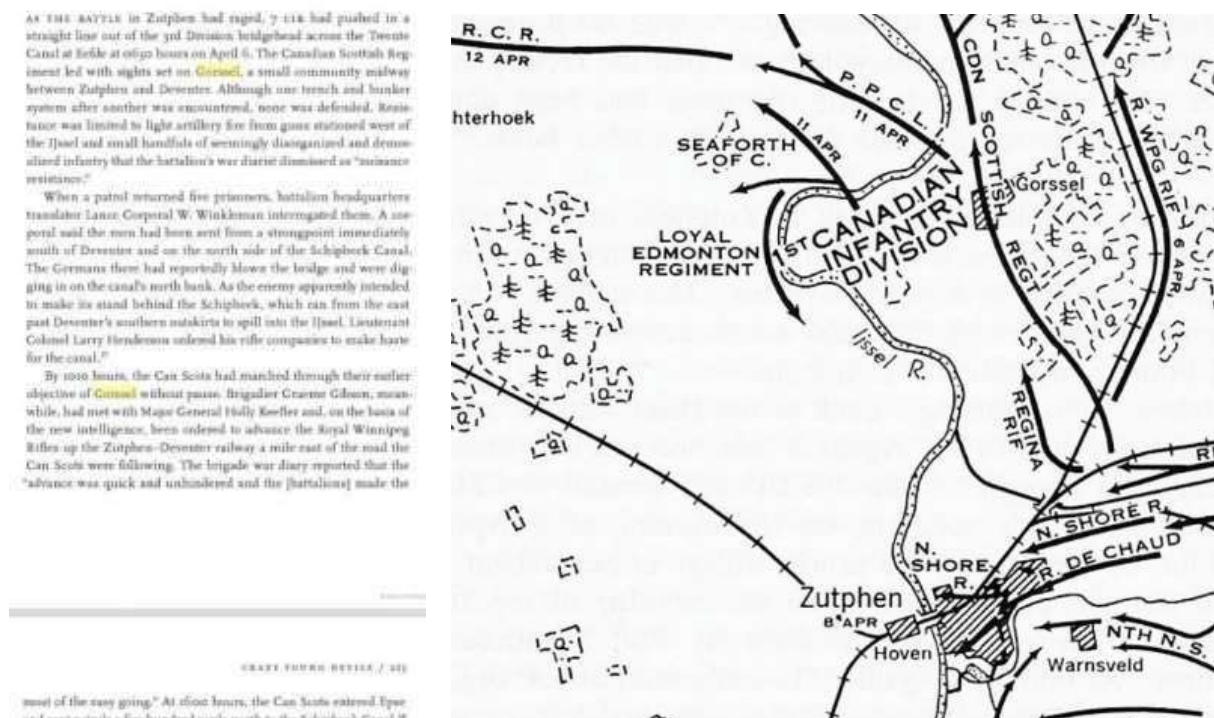 AS THE BATTLE in Zutphen had raged, 7 CIB had pushed in a
straight line out of the 3rd Division bridgehead across the Twente
Canal at Eefde at 0630 hours on April 6. The Canadian Scottish Reg-
iment led with sights set on Gorssel, a small community midway
between Zutphen and Deventer. Although one trench and bunker
system after another was encountered, none was defended. Resis-
tance was limited to light artillery fire from guns stationed west of
the IJssel and small handfuls of seemingly disorganized and demor-
alized infantry that the battalion's war diarist dismissed as "nuisance
resistance."
When a patrol returned five prisoners, battalion headquarters
translator Lance Corporal W. Winkleman interrogated them. A cor-
poral said the men had been sent from a strongpoint immediately
south of Deventer and on the north side of the Schipbeek Canal.
The Germans there had reportedly blown the bridge and were dig-
ging in on the canal's north bank. As the enemy apparently intended
to make its stand behind the Schipbeek, which ran from the east
past Deventer's southern outskirts to spill into the IJssel, Lieutenant
Colonel Larry Henderson ordered his rifle companies to make haste
for the canal.
By 1010 hours, the Can Scots had marched through their earlier
objective of Gorssel without pause. Brigadier Graeme Gibson, mean-
while, had met with Major General Holly Keefler and, on the basis of
the new intelligence, been ordered to advance the Royal Winnipeg
Rifles up the Zutphen–Deventer railway a mile east of the road the
Can Scots were following. The brigade war diary reported that the
"advance was quick and unhindered and the [battalions] made the
CRAZY YOUNG DEVILS /
most of the easy going." At 1600 hours, the Can Scots entered Eper-
R. C. R.
12 APR
P. P. C. L. I.
11 APR
11 APR
hterhoek
SEAFORTH
OF C.
LOYAL
EDMONTON
REGIMENT
1 ST CANADIAN
INFANTRY
DIVISION
CDN SCOTTISH REGT
Gorssel
R WPG RIF
6 APR
IJssel R.
REGINA
RIF
N. SHORE R.
R. DE CHAUD
N.
SHORE
R.
Zutphen
8 APR
Hoven
NTH N. S.
Warnsveld